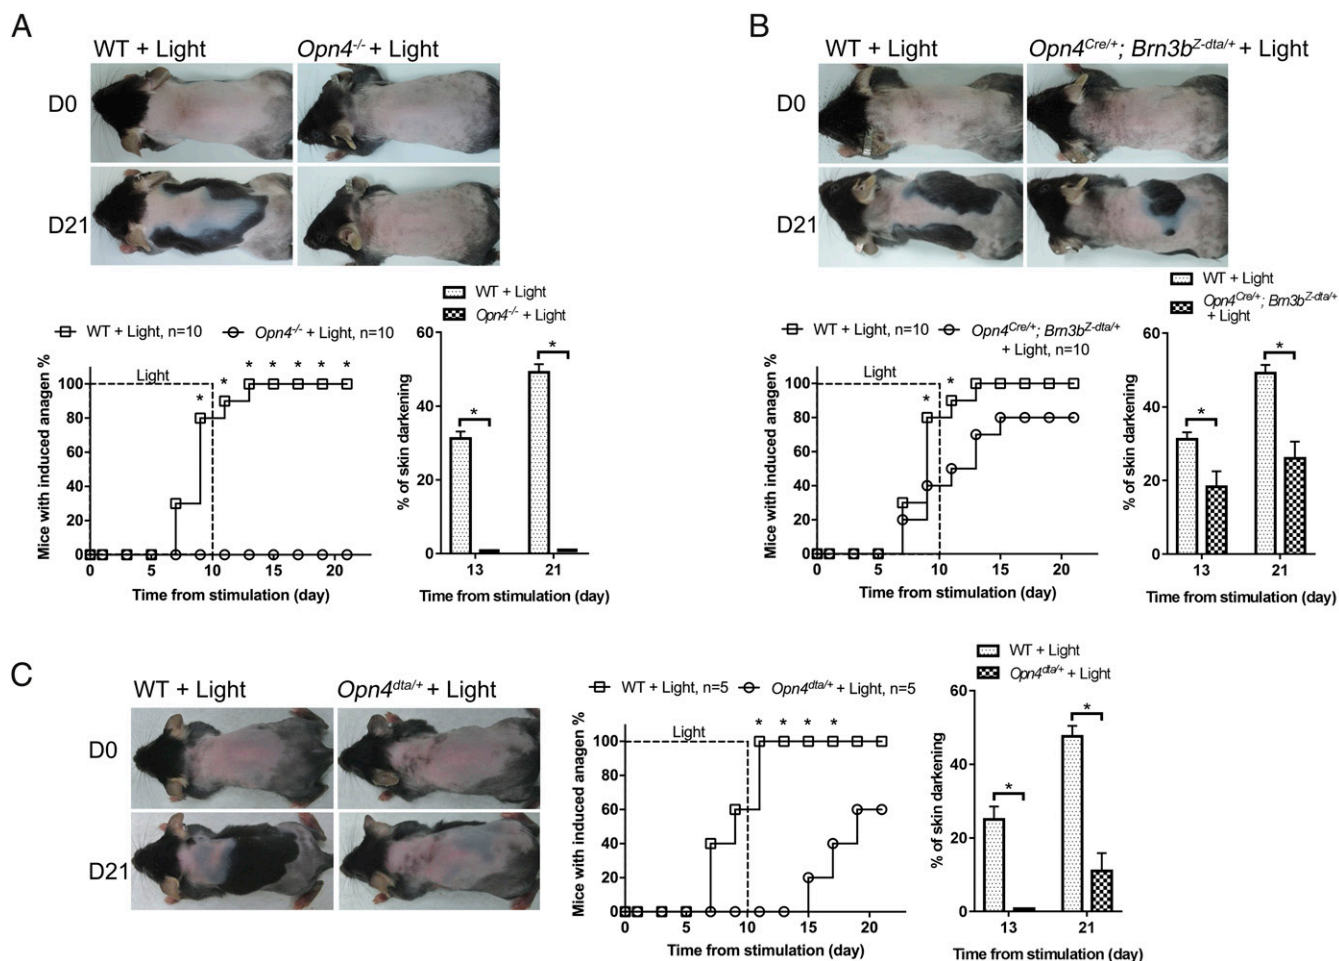 A
WT + Light
Opn4-/- + Light
D0
D21
WT + Light
Opn4-/- + Light
WT + Light, n=10
Opn4-/- + Light, n=10
Light
* * * * * * *
Mice with induced anagen %
100
80
60
40
20
0
0 5 10 15 20
Time from stimulation (day)
% of skin darkening
60
40
20
0
* *
13 21
Time from stimulation (day)
B
WT + Light
Opn4Cre/+; Brn3bZ-dta/+ + Light
D0
D21
WT + Light
Opn4Cre/+; Brn3bZ-dta/+
+ Light
WT + Light, n=10
Opn4Cre/+; Brn3bZ-dta/+
+ Light, n=10
Light
* *
Mice with induced anagen %
100
80
60
40
20
0
0 5 10 15 20
Time from stimulation (day)
% of skin darkening
60
40
20
0
* *
13 21
Time from stimulation (day)
C
WT + Light
Opn4dta/+ + Light
D0
D21
WT + Light, n=5
Opn4dta/+ + Light, n=5
Light
* * * *
Mice with induced anagen %
100
80
60
40
20
0
0 5 10 15 20
Time from stimulation (day)
WT + Light
Opn4dta/+ + Light
% of skin darkening
60
40
20
0
* *
13 21
Time from stimulation (day)